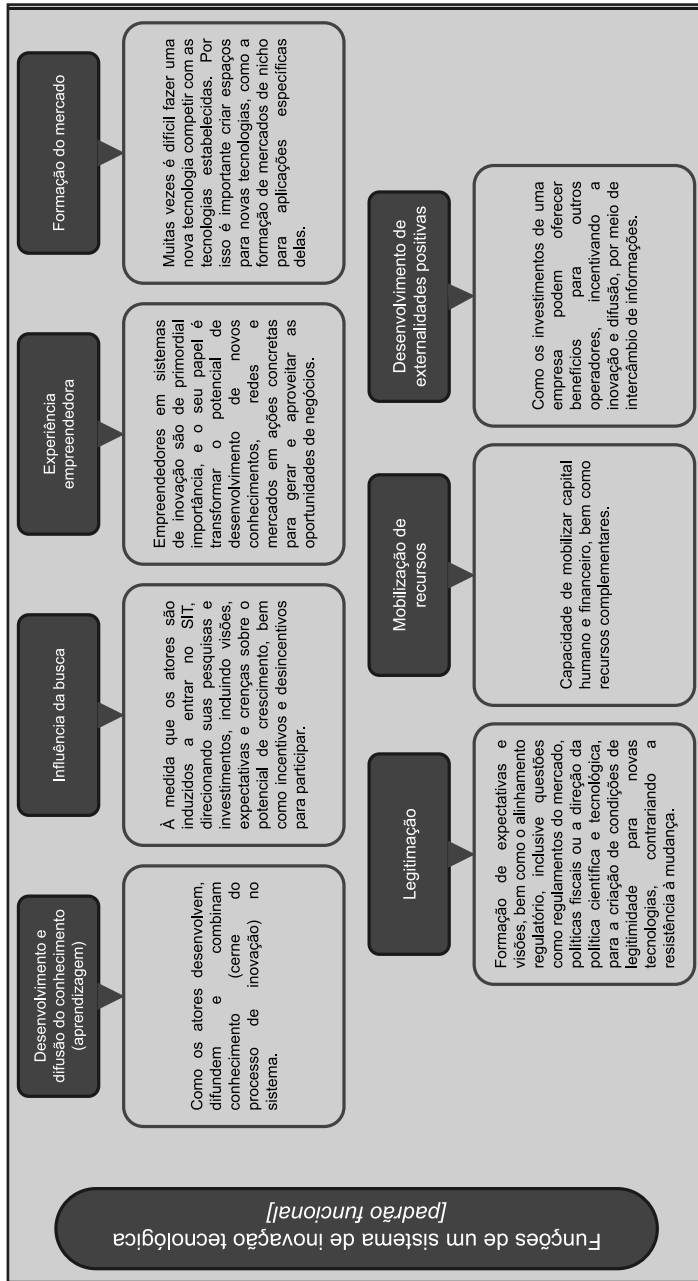 Funções de um sistema de inovação tecnológica
[padrão funcional]
Desenvolvimento e
difusão do conhecimento
(aprendizagem)
Como os atores desenvolvem,
difundem e combinam
conhecimento (cerne do
processo de inovação) no
sistema.
Influência da busca
À medida que os atores são
induzidos a entrar no SIT,
direcionando suas pesquisas e
investimentos, incluindo visões,
expectativas e crenças sobre o
potencial de crescimento, bem
como incentivos e desincentivos
para participar.
Experiência
empreendedora
Empreendedores em sistemas
de inovação são de primordial
importância, e o seu papel é
transformar o potencial de
desenvolvimento de novos
conhecimentos, redes e
mercados em ações concretas
para gerar e aproveitar as
oportunidades de negócios.
Formação do mercado
Muitas vezes é difícil fazer uma
nova tecnologia competir com as
tecnologias estabelecidas. Por
isso é importante criar espaços
para novas tecnologias, como a
formação de mercados de nicho
para aplicações específicas
delas.
Legitimação
Formação de expectativas e
visões, bem como o alinhamento
regulatório, inclusive questões
como regulamentos do mercado,
políticas fiscais ou a direção da
política científica e tecnológica,
para a criação de condições de
legitimidade para novas
tecnologias, contrariando a
resistência à mudança.
Mobilização de
recursos
Capacidade de mobilizar capital
humano e financeiro, bem como
recursos complementares.
Desenvolvimento de
externalidades positivas
Como os investimentos de uma
empresa podem oferecer
benefícios para outros
operadores, incentivando a
inovação e difusão, por meio de
intercâmbio de informações.